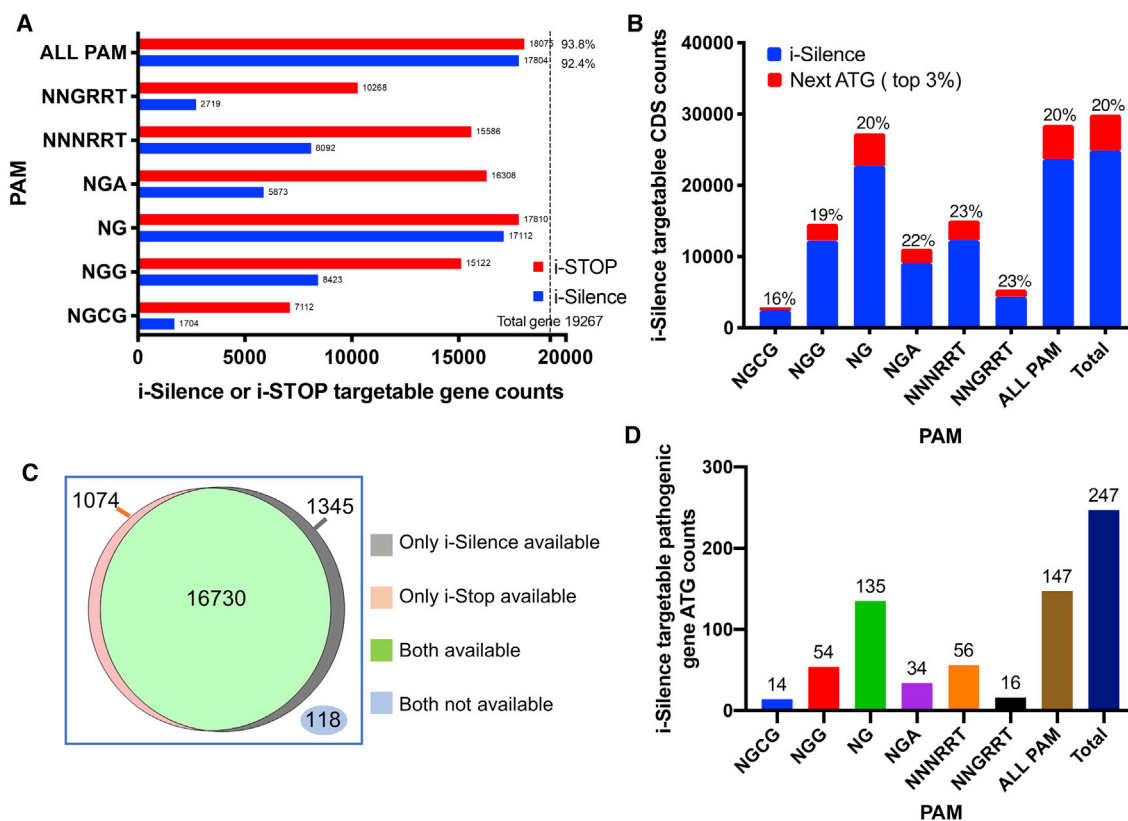 A
ALL PAM
18075
93.8%
17804
92.4%
NNGRRT
10268
2719
NNNRRT
15586
8092
NGA
16308
5873
NG
17810
17112
NGG
15122
8423
NGCG
7112
1704
PAM
i-STOP
i-Silence
Total gene 19267
0 5000 10000 15000 20000
i-Silence or i-STOP targetable gene counts
B
i-Silence
Next ATG ( top 3%)
i-Silence targetablee CDS counts
40000
30000
20000
10000
0
16% 19% 20% 22% 23% 23% 20% 20%
NGCG NGG NG NGA NNNRRT NNGRRT ALL PAM Total
PAM
C
1074
1345
16730
118
Only i-Silence available
Only i-Stop available
Both available
Both not available
D
i-Silence targetable pathogenic
gene ATG counts
300
200
100
0
14 54 135 34 56 16 147 247
NGCG NGG NG NGA NNNRRT NNGRRT ALL PAM Total
PAM